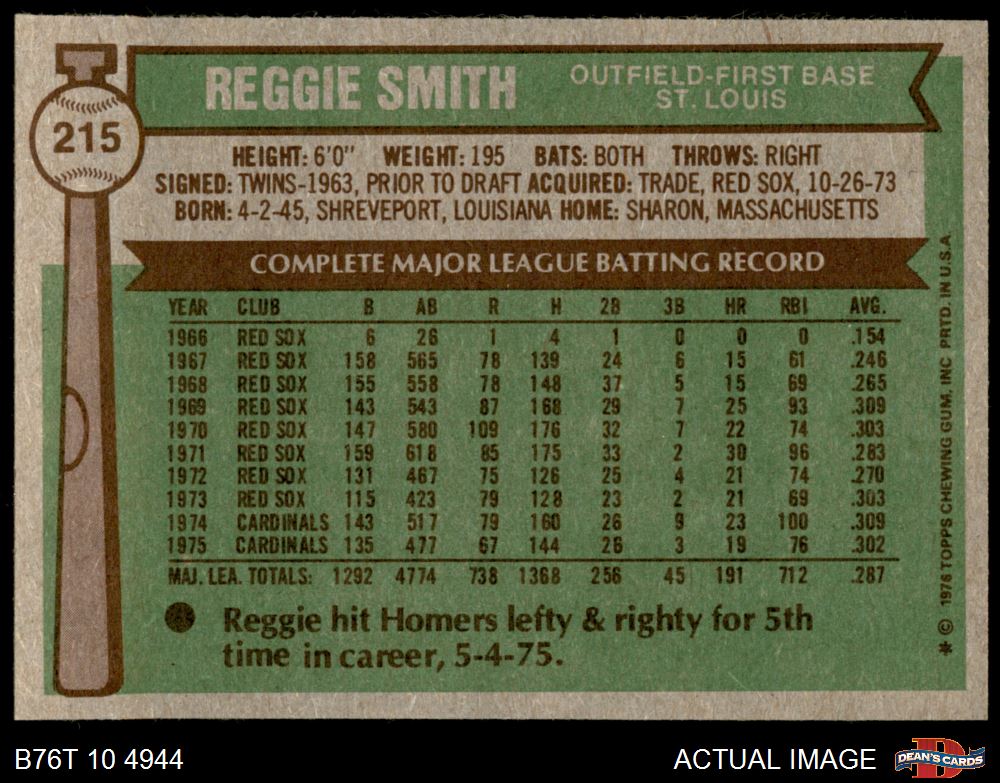 REGGIE SMITH
OUTFIELD-FIRST BASE
ST. LOUIS
215
HEIGHT: 6'0" WEIGHT: 195 BATS: BOTH THROWS: RIGHT
SIGNED: TWINS-1963, PRIOR TO DRAFT ACQUIRED: TRADE, RED SOX, 10-26-73
BORN: 4-2-45, SHREVEPORT, LOUISIANA HOME: SHARON, MASSACHUSETTS
COMPLETE MAJOR LEAGUE BATTING RECORD
YEAR CLUB B AB R H 2B 3B HR RBI AVG.
1966 RED SOX 6 26 1 4 1 0 0 0 .154
1967 RED SOX 158 565 78 139 24 6 15 61 .246
1968 RED SOX 155 558 78 148 37 5 15 69 .265
1969 RED SOX 143 543 87 168 29 7 25 93 .309
1970 RED SOX 147 580 109 176 32 7 22 74 .303
1971 RED SOX 159 618 85 175 33 2 30 96 .283
1972 RED SOX 131 467 75 126 25 4 21 74 .270
1973 RED SOX 115 423 79 128 23 2 21 69 .303
1974 CARDINALS 143 517 79 160 26 9 23 100 .309
1975 CARDINALS 135 477 67 144 26 3 19 76 .302
MAJ. LEA. TOTALS: 1292 4774 738 1368 256 45 191 712 .287
Reggie hit Homers lefty & righty for 5th
time in career, 5-4-75.
* © 1976 TOPPS CHEWING GUM, INC PRTD. IN U.S.A.
B76T 10 4944
ACTUAL IMAGE
DEAN'S CARDS